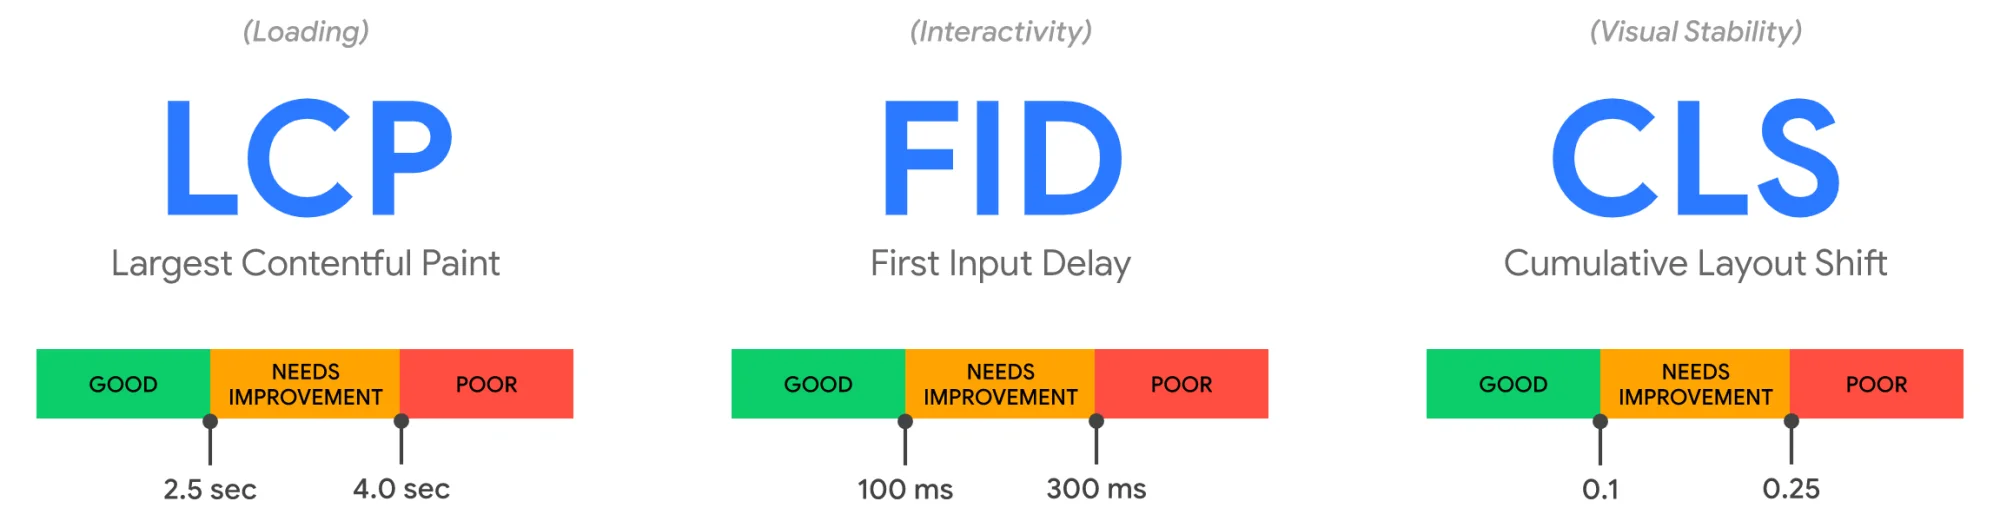 (Loading)
LCP
Largest Contentful Paint
GOOD
NEEDS
IMPROVEMENT
POOR
2.5 sec
4.0 sec
(Interactivity)
FID
First Input Delay
GOOD
NEEDS
IMPROVEMENT
POOR
100 ms
300 ms
(Visual Stability)
CLS
Cumulative Layout Shift
GOOD
NEEDS
IMPROVEMENT
POOR
0.1
0.25